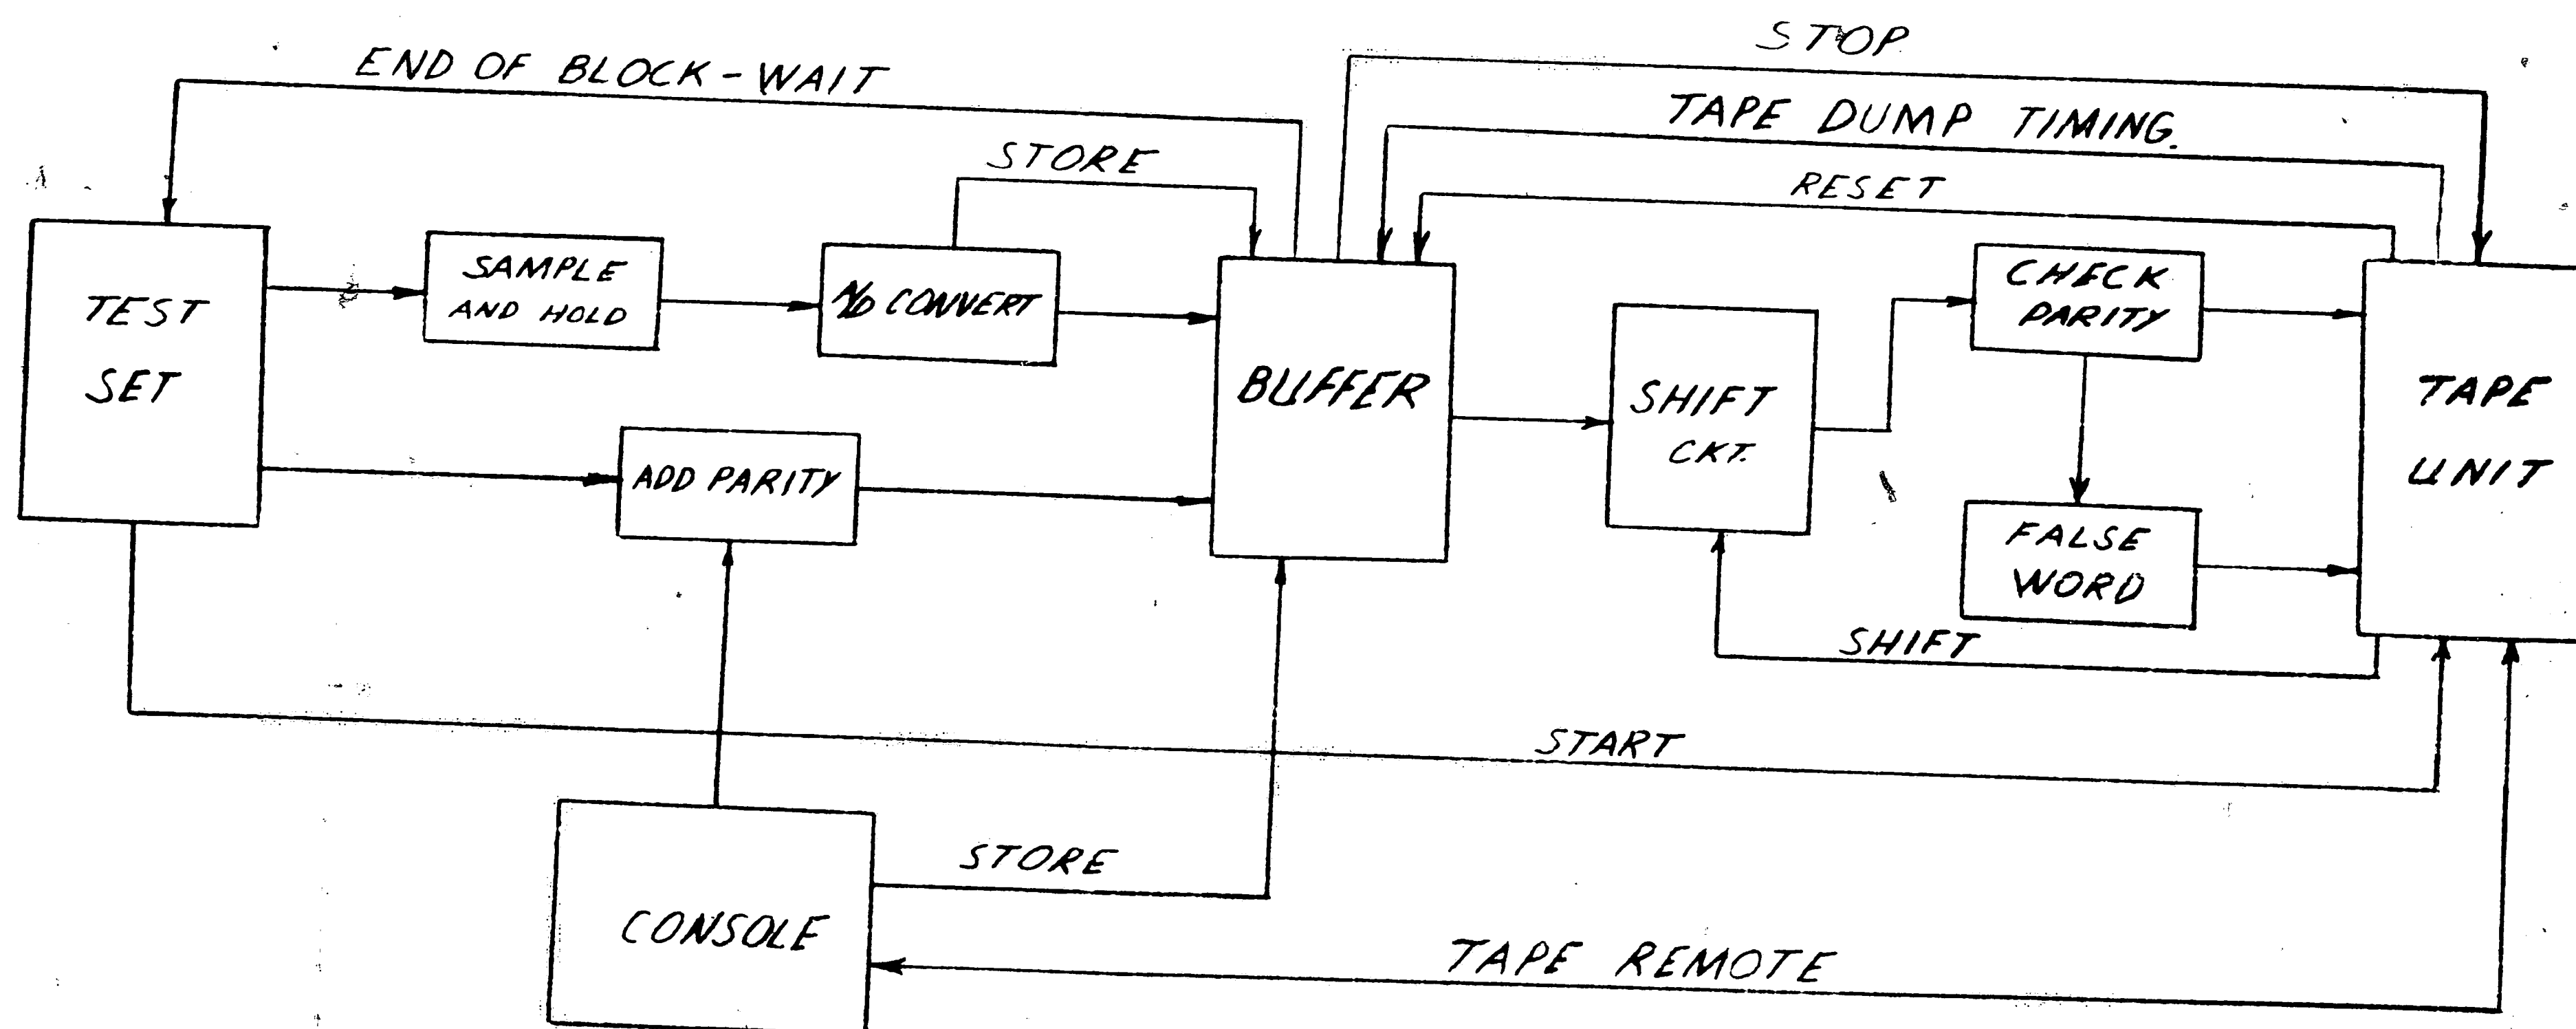 END OF BLOCK - WAIT
STOP
TAPE DUMP TIMING.
STORE
RESET
TEST
SET
SAMPLE
AND HOLD
A/D CONVERT
ADD PARITY
BUFFER
SHIFT
CKT.
CHECK
PARITY
FALSE
WORD
TAPE
UNIT
SHIFT
START
STORE
CONSOLE
TAPE REMOTE